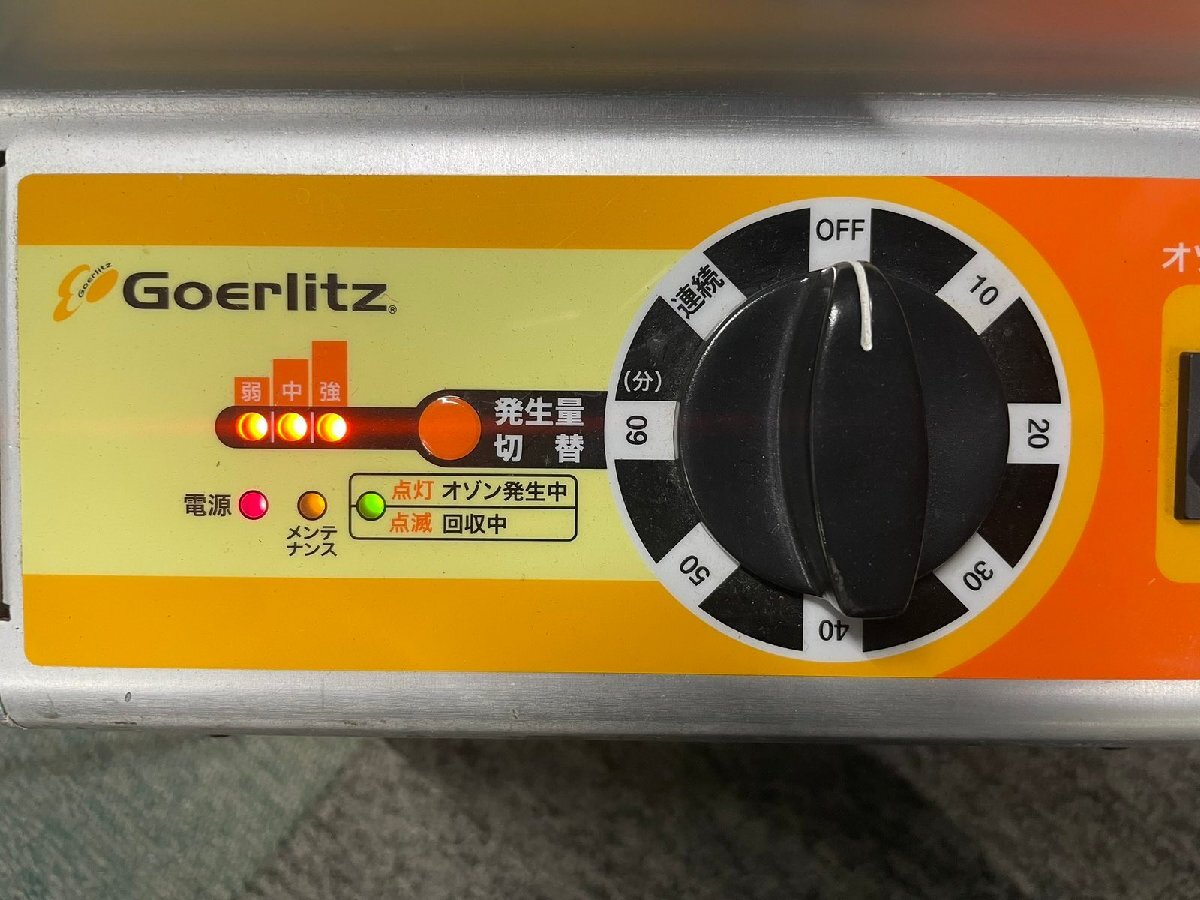 Goerlitz
Goerlitz®
弱 中 強
発生量
切 替
電源
メンテ
ナンス
点灯 オゾン発生中
点滅 回収中
OFF
10
20
30
40
50
60
(分)
連続
オ